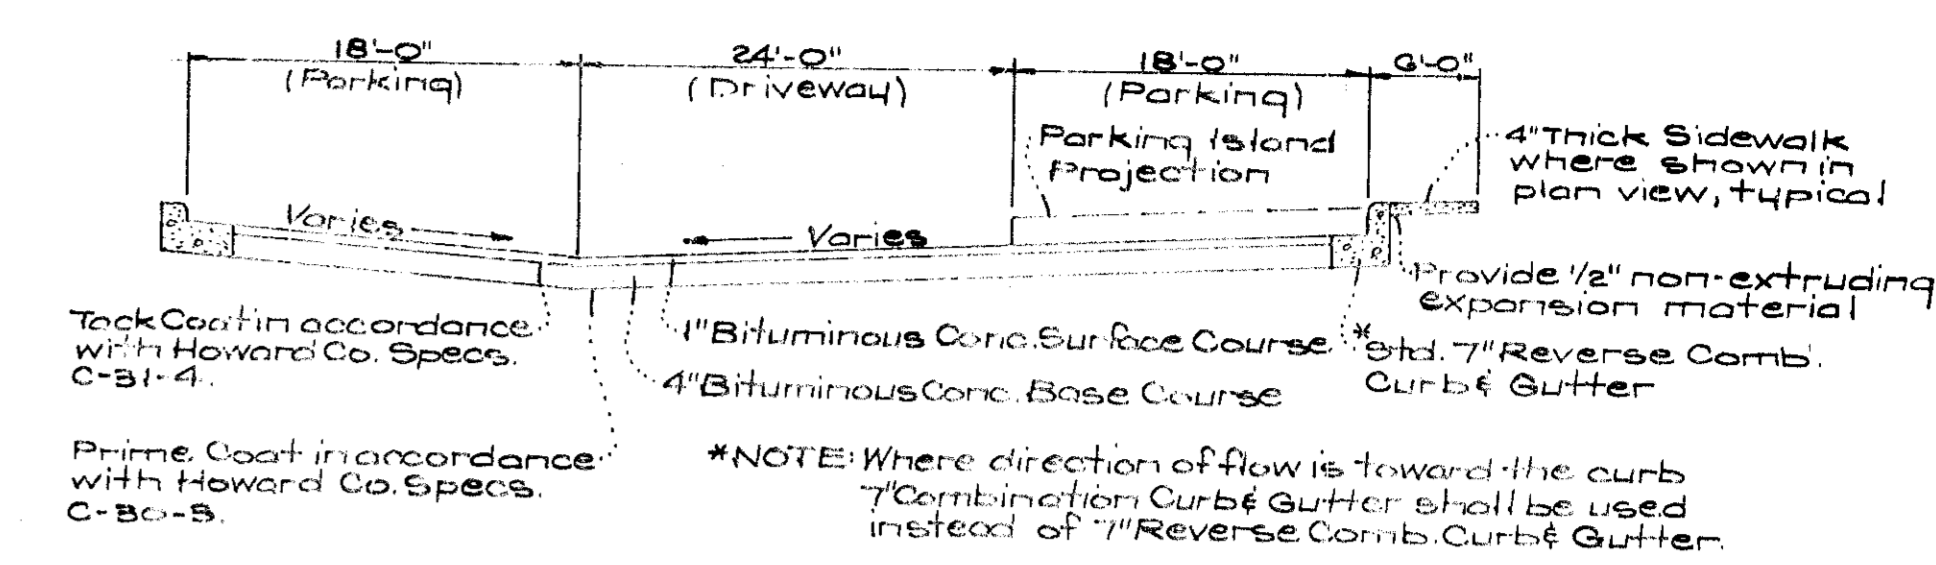 18'-0" 24'-0" 18'-0" 6'-0"
(Parking) (Driveway) (Parking)
Parking Island
Projection
4" Thick Sidewalk
where shown in
plan view, typical
Varies Varies
Provide 1/2" non-extruding
expansion material
Tack Coat in accordance
with Howard Co. Specs.
C-31-4.
1" Bituminous Conc. Surface Course
4" Bituminous Conc. Base Course
*Std. 7" Reverse Comb.
Curb & Gutter
Prime Coat in accordance
with Howard Co. Specs.
C-30-3.
*NOTE: Where direction of flow is toward the curb
7" Combination Curb & Gutter shall be used
instead of 7" Reverse Comb. Curb & Gutter.